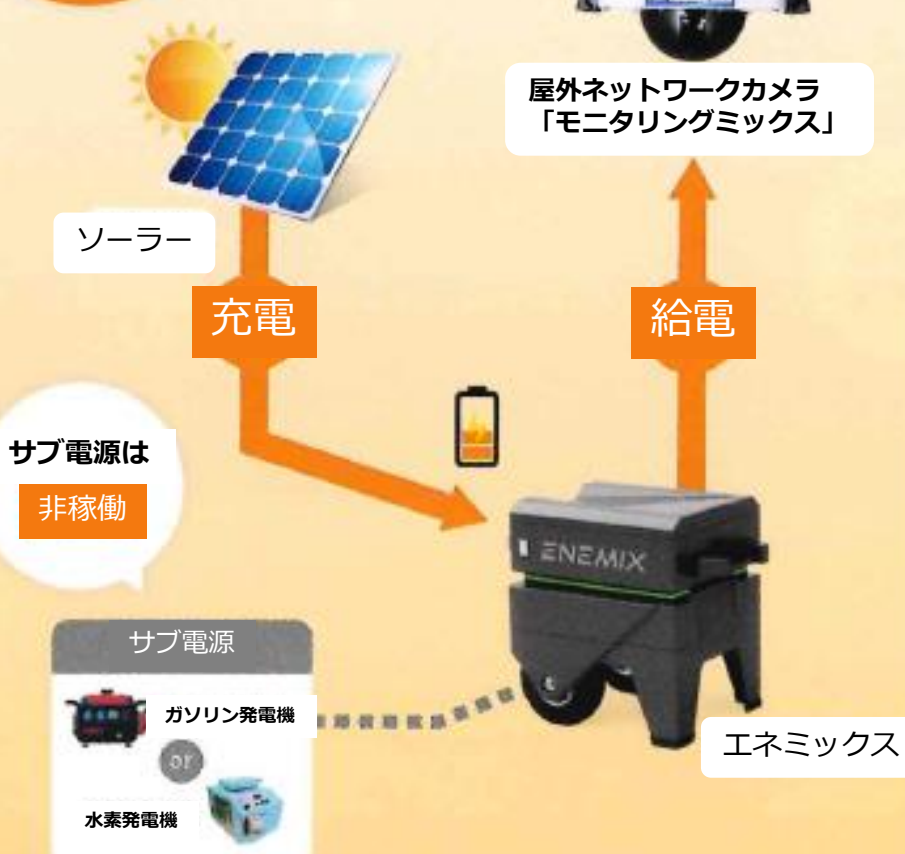 屋外ネットワークカメラ
「モニタリングミックス」
ソーラー
充電
給電
サブ電源は
非稼働
ENEMIX
サブ電源
ガソリン発電機
or
水素発電機
エネミックス